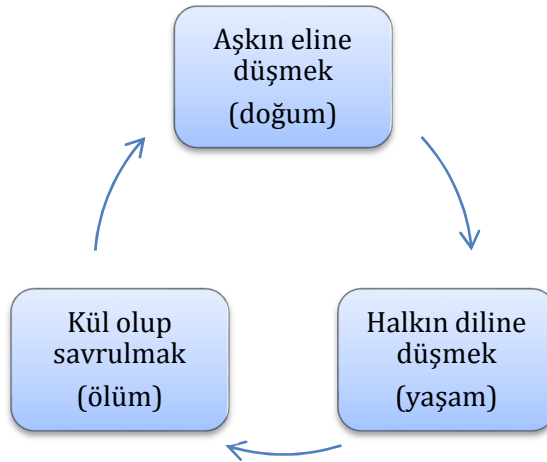 Aşkın eline
düşmek
(doğum)
Halkın diline
düşmek
(yaşam)
Kül olup
savrulmak
(ölüm)